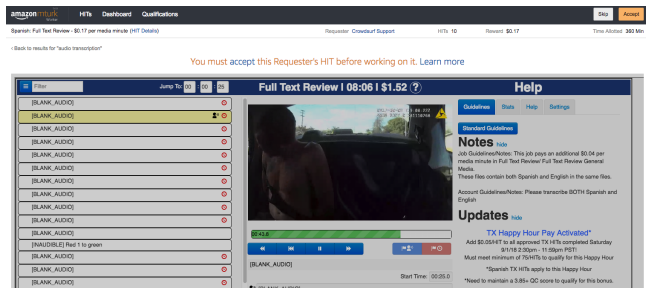 amazonmturk HITs Dashboard Qualifications Skip Accept
Spanish: Full Text Review - $0.17 per media minute (HIT Details) Requester Crowdsurf Support HITs 10 Reward $0.17 Time Allotted 360 Min
‹ Back to results for "audio transcription"
You must accept this Requester's HIT before working on it. Learn more
Filter Jump To: 00 : 00 : 25
[BLANK_AUDIO]
[BLANK_AUDIO]
[BLANK_AUDIO]
[BLANK_AUDIO]
[BLANK_AUDIO]
[BLANK_AUDIO]
[BLANK_AUDIO]
[BLANK_AUDIO]
[BLANK_AUDIO]
[BLANK_AUDIO]
[BLANK_AUDIO]
[INAUDIBLE] Red 1 to green
[BLANK_AUDIO]
[BLANK_AUDIO]
[BLANK_AUDIO]
Full Text Review | 08:06 | $1.52
00:43.6
[BLANK_AUDIO]
Start Time: 00:25.0
Help
Guidelines Stats Help Settings
Standard Guidelines
Notes hide
Job Guidelines/Notes: This job pays an additional $0.04 per
media minute in Full Text Review/ Full Text Review General
Media.
These files contain both Spanish and English in the same files.
Account Guidelines/Notes: Please transcribe BOTH Spanish and
English
Updates hide
TX Happy Hour Pay Activated*
Add $0.05/HIT to all approved TX HITs completed Saturday
9/1/18 2:30pm - 11:59pm PST!
Must meet minimum of 75/HITs to qualify for this Happy Hour
*Spanish TX HITs apply to this Happy Hour
*Need to maintain a 3.85+ QC score to qualify for this bonus.